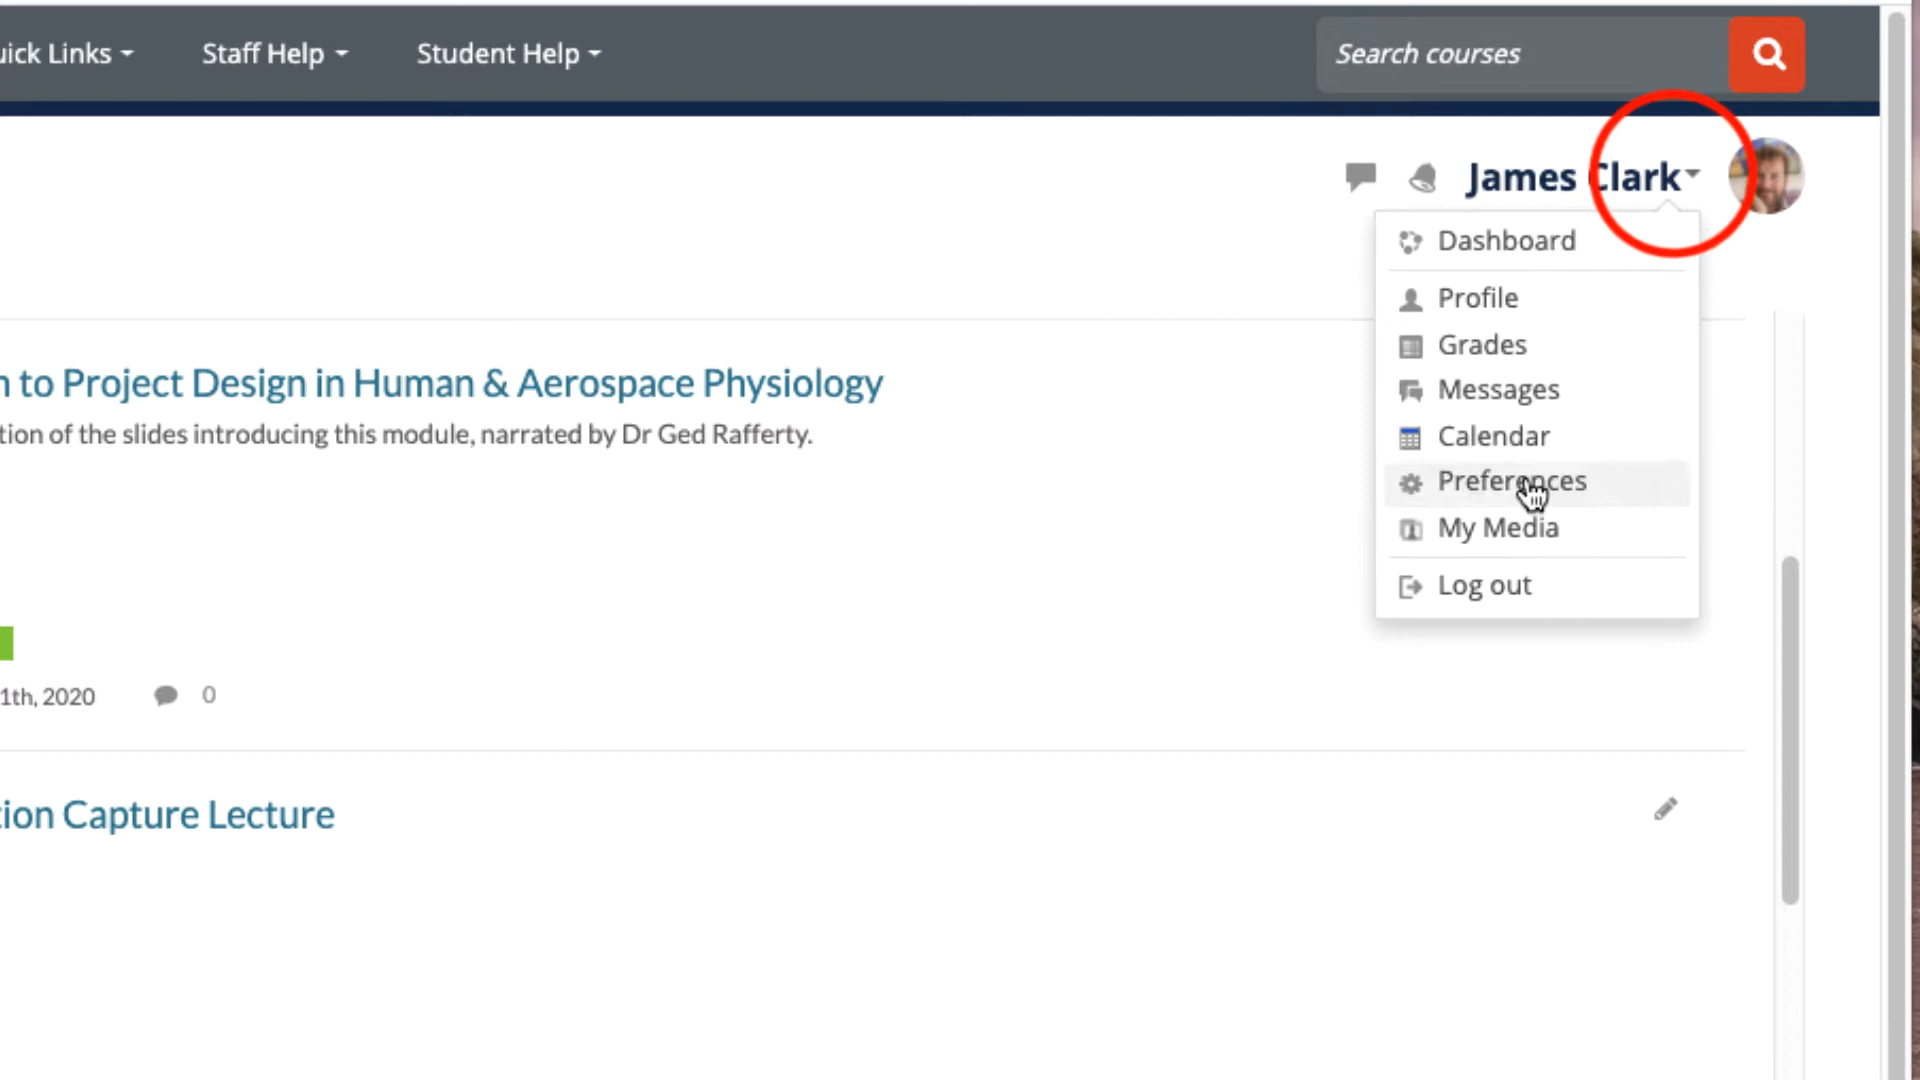 uick Links
Staff Help
Student Help
Search courses
James Clark
Dashboard
Profile
Grades
Messages
Calendar
Preferences
My Media
Log out
n to Project Design in Human & Aerospace Physiology
tion of the slides introducing this module, narrated by Dr Ged Rafferty.
1th, 2020
0
tion Capture Lecture